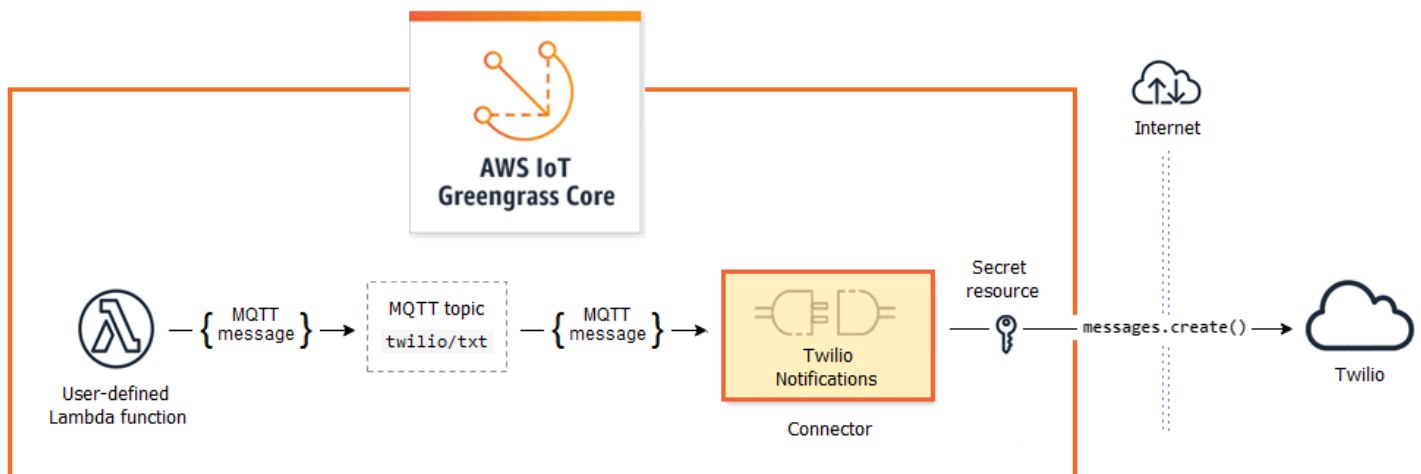 AWS IoT
Greengrass Core
Internet
User-defined
Lambda function
{ MQTT
message }
MQTT topic
twilio/txt
{ MQTT
message }
Twilio
Notifications
Connector
Secret
resource
messages.create()
Twilio